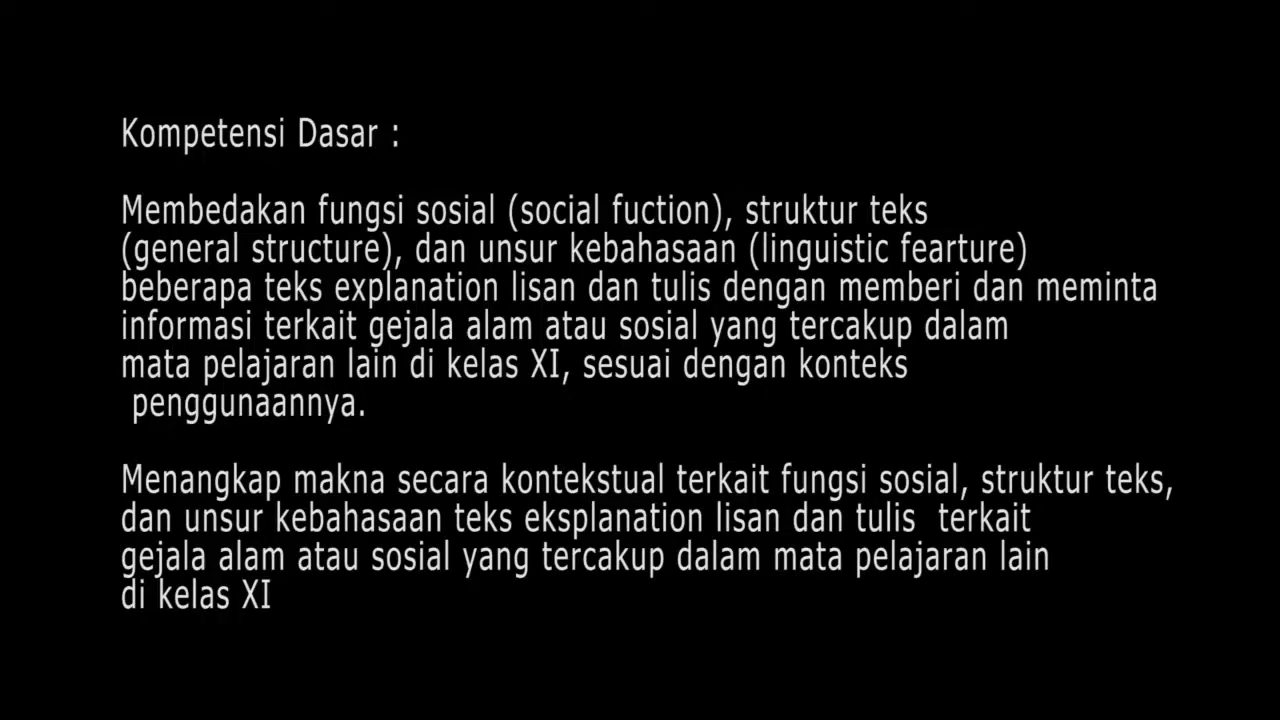 Kompetensi Dasar :
Membedakan fungsi sosial (social fuction), struktur teks
(general structure), dan unsur kebahasaan (linguistic fearture)
beberapa teks explanation lisan dan tulis dengan memberi dan meminta
informasi terkait gejala alam atau sosial yang tercakup dalam
mata pelajaran lain di kelas XI, sesuai dengan konteks
penggunaannya.
Menangkap makna secara kontekstual terkait fungsi sosial, struktur teks,
dan unsur kebahasaan teks eksplanation lisan dan tulis  terkait
gejala alam atau sosial yang tercakup dalam mata pelajaran lain
di kelas XI